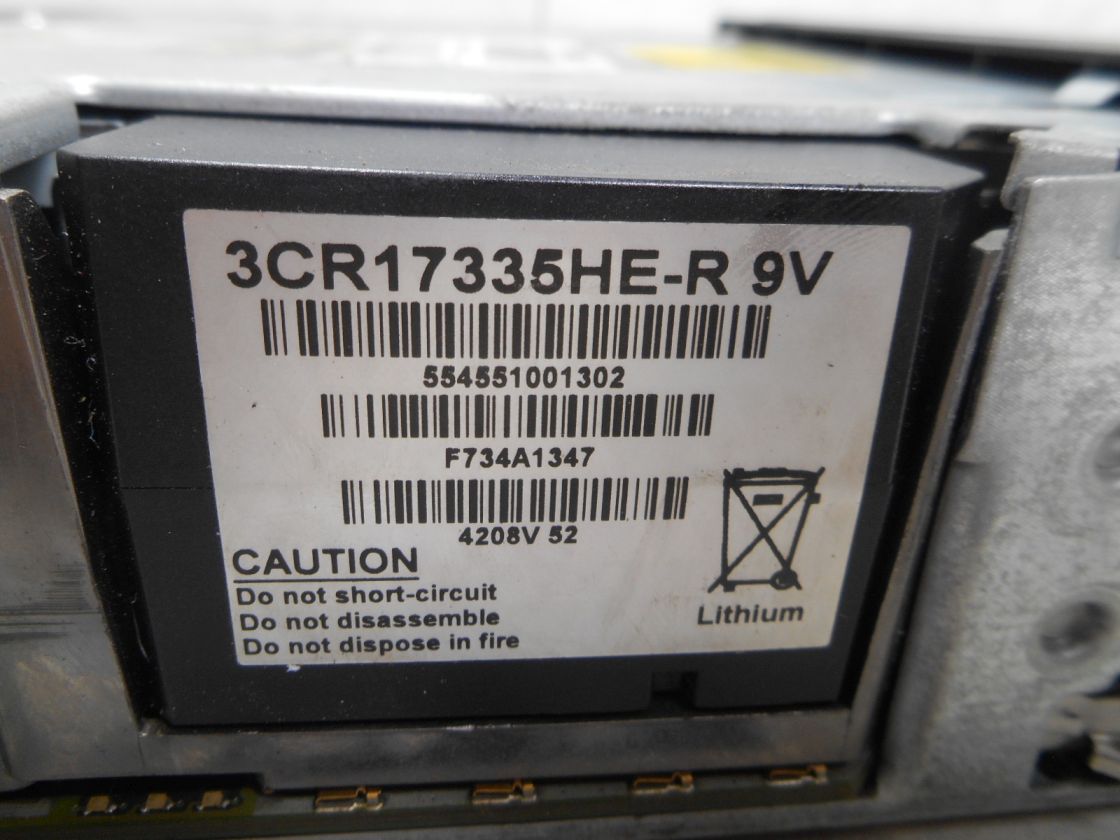 3CR17335HE-R 9V
554551001302
F734A1347
4208V 52
CAUTION
Do not short-circuit
Do not disassemble
Do not dispose in fire
Lithium